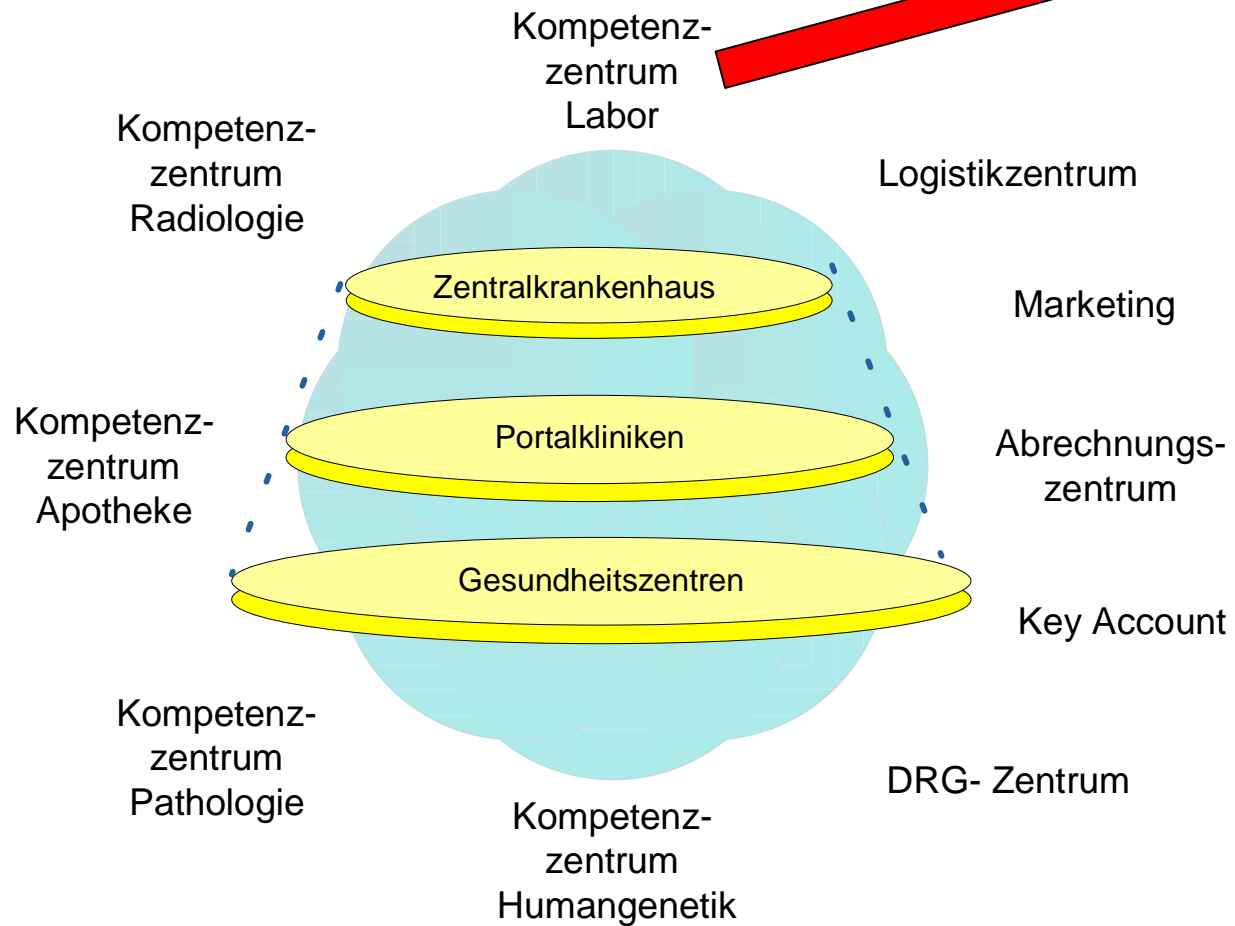 Kompetenz-
zentrum
Labor
Kompetenz-
zentrum
Radiologie
Logistikzentrum
Zentralkrankenhaus
Marketing
Kompetenz-
zentrum
Apotheke
Portalkliniken
Abrechnungs-
zentrum
Gesundheitszentren
Key Account
Kompetenz-
zentrum
Pathologie
DRG- Zentrum
Kompetenz-
zentrum
Humangenetik